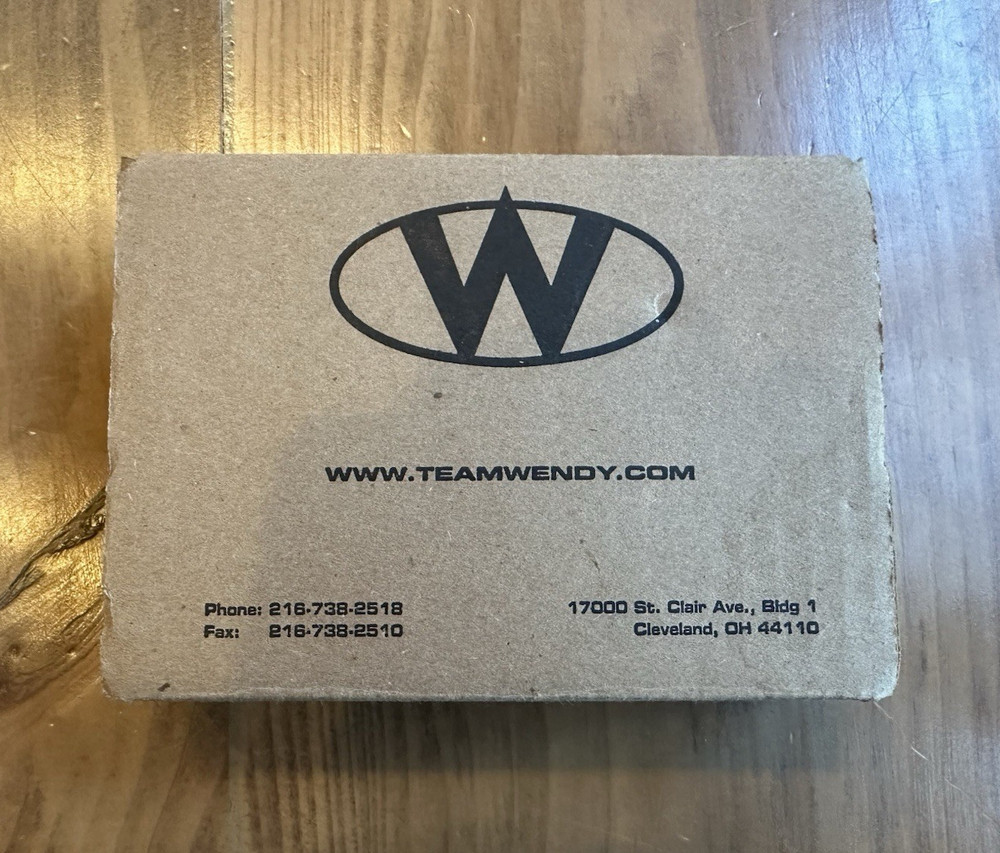 W
WWW.TEAMWENDY.COM
Phone: 216-738-2518
Fax: 216-738-2510
17000 St. Clair Ave., Bldg 1
Cleveland, OH 44110